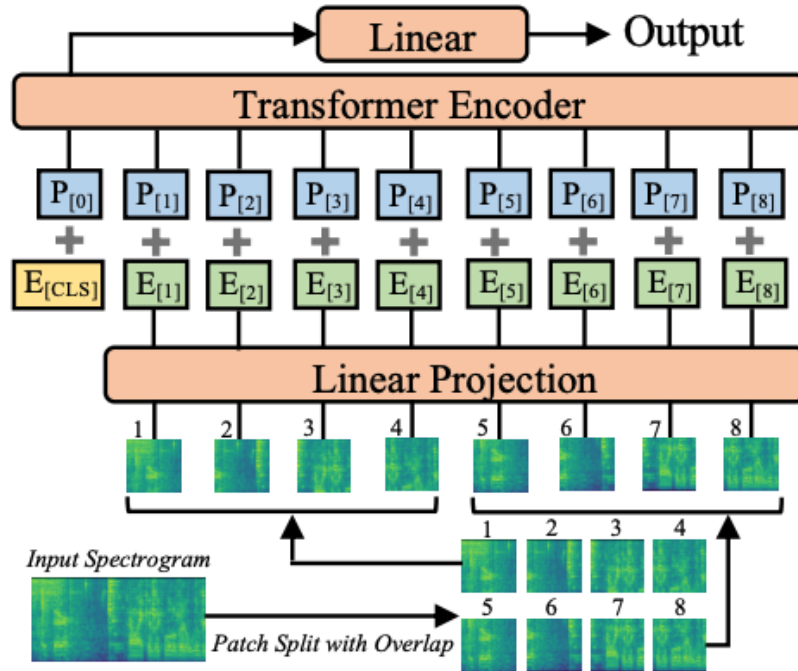 Linear Output
Transformer Encoder
P[0] P[1] P[2] P[3] P[4] P[5] P[6] P[7] P[8]
+ + + + + + + + +
E[CLS] E[1] E[2] E[3] E[4] E[5] E[6] E[7] E[8]
Linear Projection
1 2 3 4 5 6 7 8
1 2 3 4
Input Spectrogram
5 6 7 8
Patch Split with Overlap